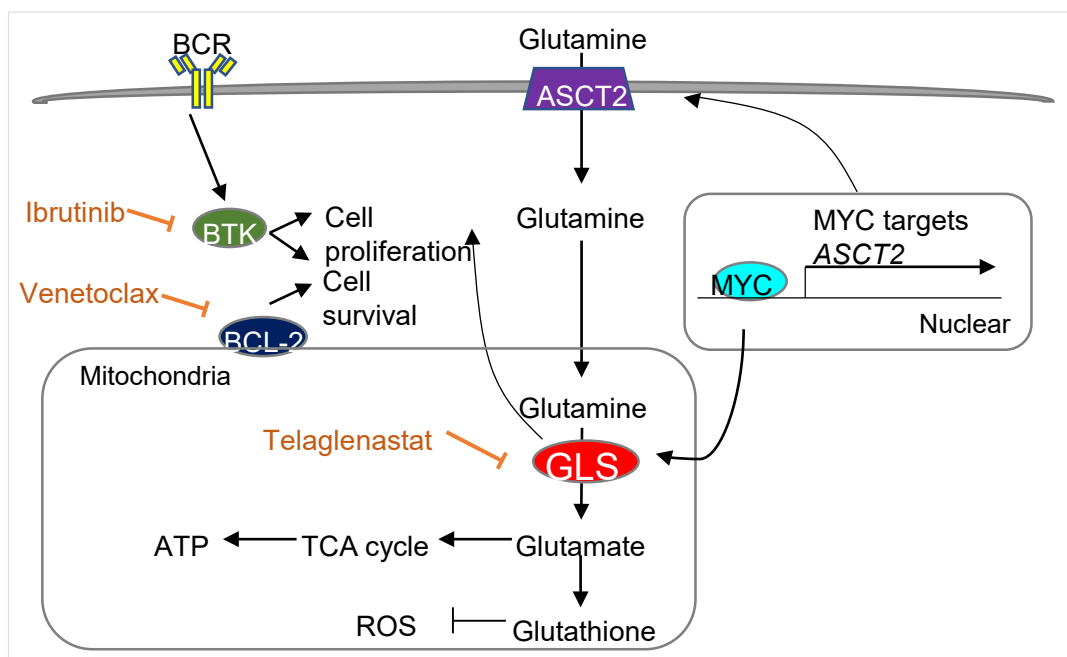 BCR
Glutamine
ASCT2
Ibrutinib
BTK
Cell
proliferation
Glutamine
MYC targets
ASCT2
MYC
Nuclear
Venetoclax
Cell
survival
BCL-2
Mitochondria
Glutamine
Telaglenastat
GLS
ATP
TCA cycle
Glutamate
ROS
Glutathione